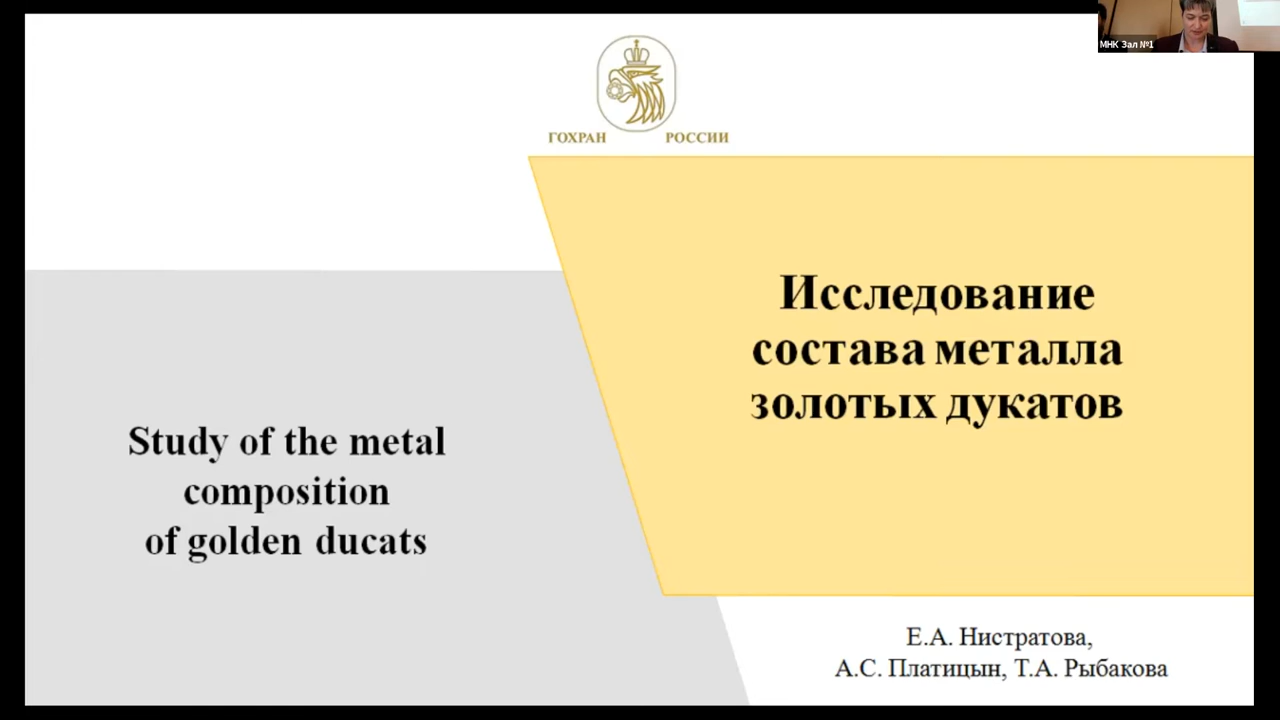 МНК Зал №1
ГОХРАН РОССИИ
Исследование
состава металла
золотых дукатов
Study of the metal
composition
of golden ducats
Е.А. Нистратова,
А.С. Платицын, Т.А. Рыбакова